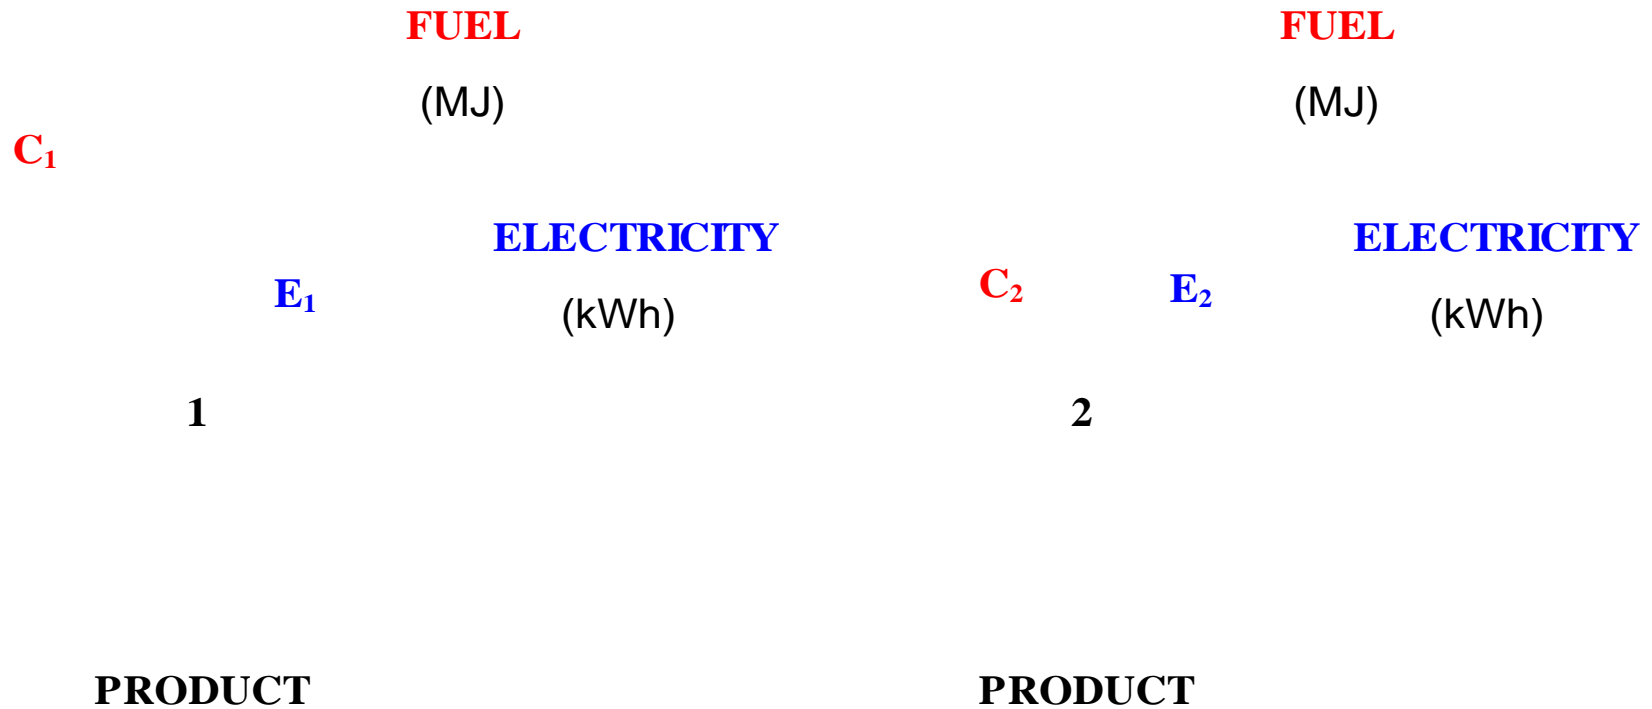 FUEL
(MJ)
C₁
ELECTRICITY
E₁
(kWh)
1
PRODUCT
FUEL
(MJ)
ELECTRICITY
C₂
E₂
(kWh)
2
PRODUCT